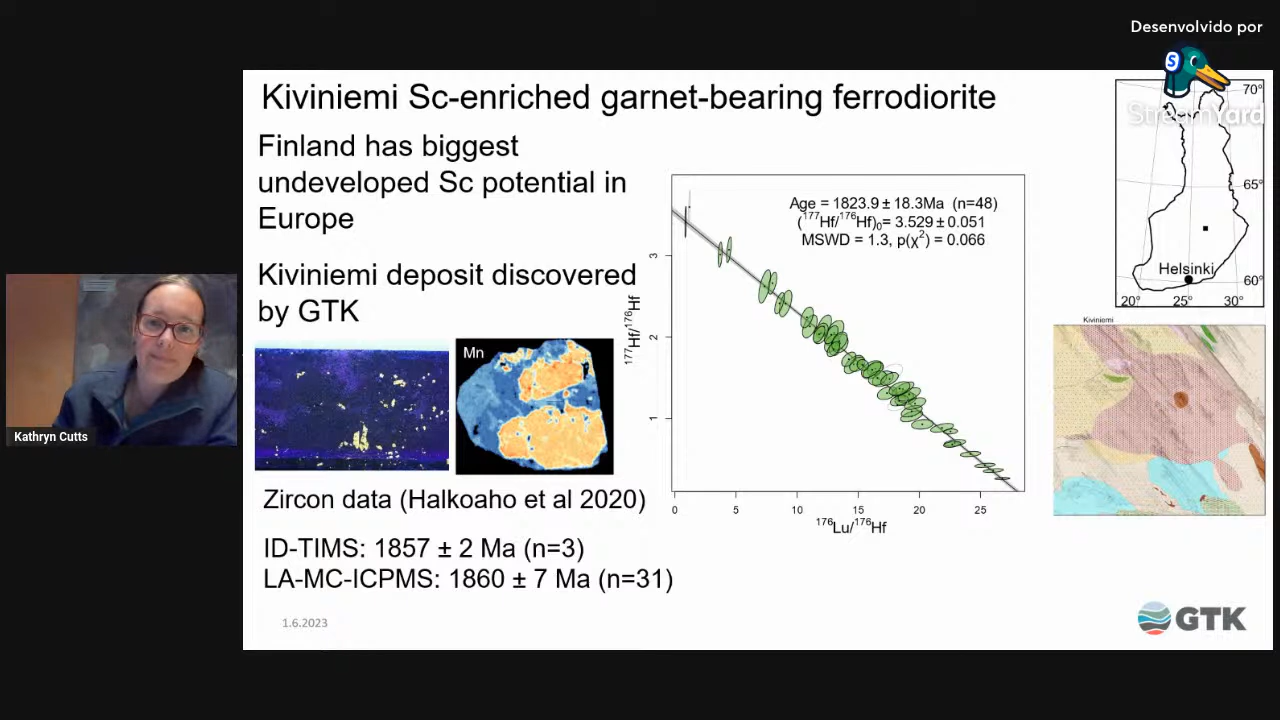 Desenvolvido por
StreamYard
Kiviniemi Sc-enriched garnet-bearing ferrodiorite
Finland has biggest
undeveloped Sc potential in
Europe
Kiviniemi deposit discovered
by GTK
Mn
Zircon data (Halkoaho et al 2020)
ID-TIMS: 1857 ± 2 Ma (n=3)
LA-MC-ICPMS: 1860 ± 7 Ma (n=31)
1.6.2023
Age = 1823.9 ± 18.3Ma (n=48)
(¹⁷⁷Hf/¹⁷⁶Hf)₀= 3.529 ± 0.051
MSWD = 1.3, p(χ²) = 0.066
¹⁷⁷Hf/¹⁷⁶Hf
3
2
1
0 5 10 15 20 25
¹⁷⁶Lu/¹⁷⁶Hf
70°
65°
Helsinki
60°
20° 25° 30°
Kiviniemi
GTK
Kathryn Cutts